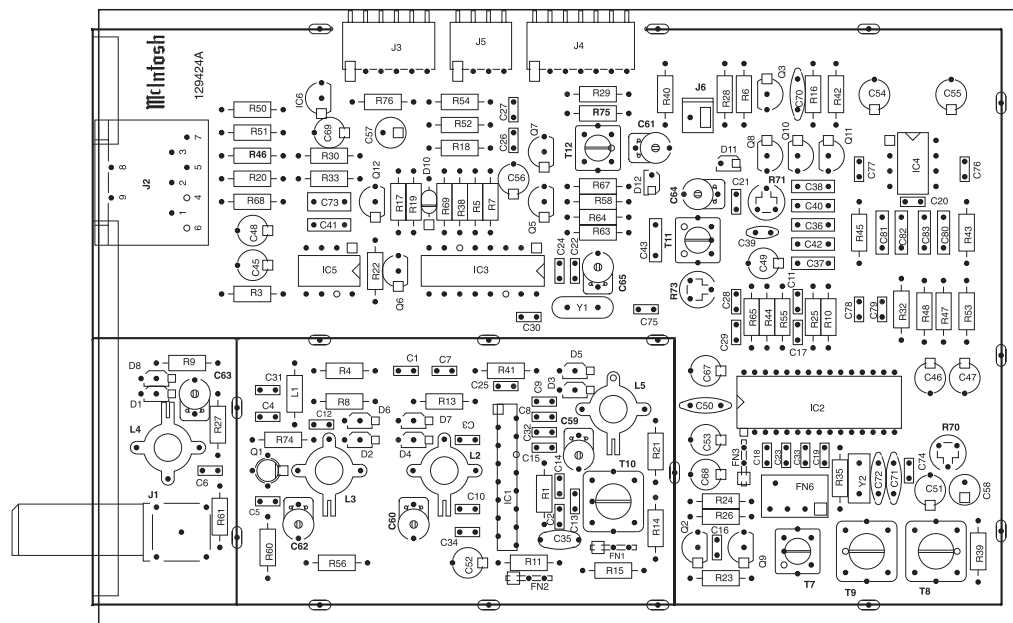 McIntosh
129424A
J3
J5
J4
J6
J2
8
9
7
3
5
2
4
1
6
R50
R51
R46
R20
R68
C48
C45
R3
IC6
C69
R30
R33
C73
C41
IC5
R22
Q6
Q12
R76
C57
R54
R52
R18
R17
R19
D10
R69
R38
R5
R7
IC3
C27
C26
C56
Q7
Q5
C24
C22
C30
Y1
C65
R29
R75
T12
C61
R67
R58
R64
R63
D12
C43
C75
R40
R28
R6
Q3
C70
R16
R42
C54
C55
Q8
Q10
Q11
D11
C64
C21
R71
T11
C39
C49
R73
C38
C40
C36
C42
C37
C77
IC4
C76
C20
R45
C81
C82
C83
C80
R43
C28
C29
R65
R44
R55
C11
C17
R25
R10
C78
C79
R32
R48
R47
R53
C67
C50
IC2
C46
C47
C53
C68
FN3
C18
C23
C33
C19
R35
Y2
C72
C71
C74
R70
C51
C58
FN6
R24
R26
Q2
C16
Q9
R23
T7
T9
T8
R39
D8
D1
R9
C63
L4
R27
C6
J1
R61
C31
C4
L1
R74
Q1
C5
R60
C62
C12
R4
R8
D6
D2
L3
R56
C1
C7
R13
D7
D4
C3
L2
C60
C10
C34
C52
R41
C25
IC1
C9
C8
C32
C15
D5
D3
L5
C59
C14
R1
C2
C13
C35
T10
R21
R14
FN1
R11
FN2
R15